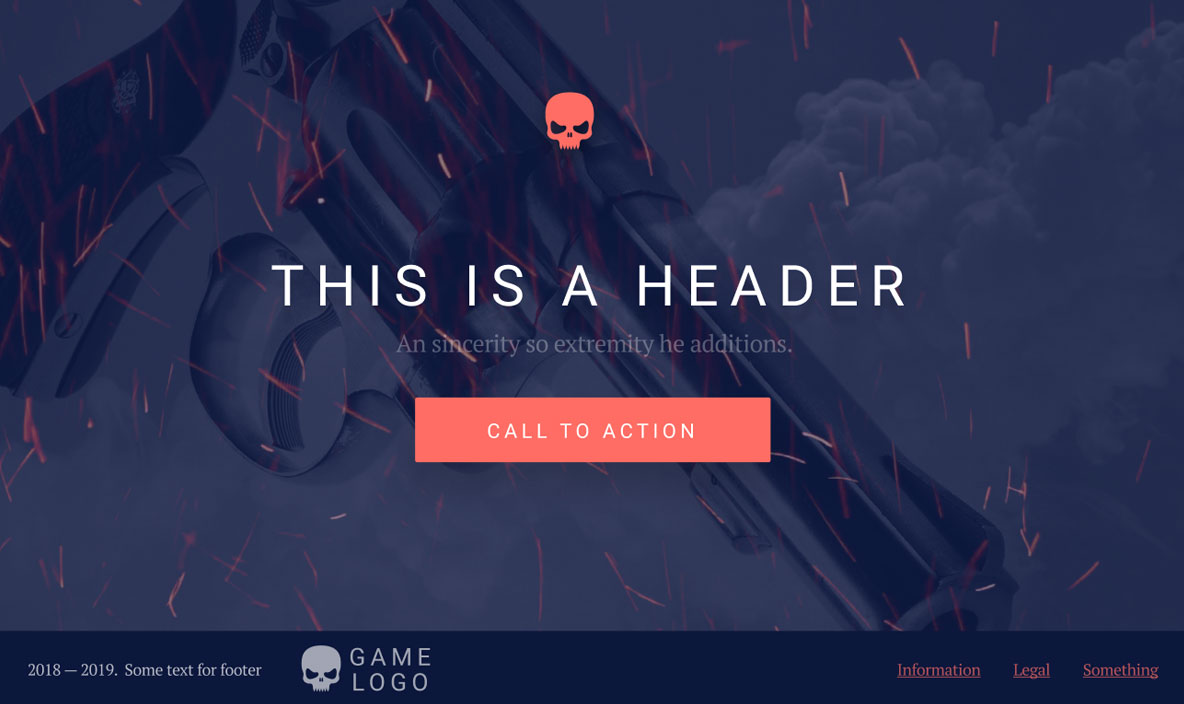 THIS IS A HEADER
An sincerity so extremity he additions.
CALL TO ACTION
2018 — 2019. Some text for footer
GAME
LOGO
Information Legal Something